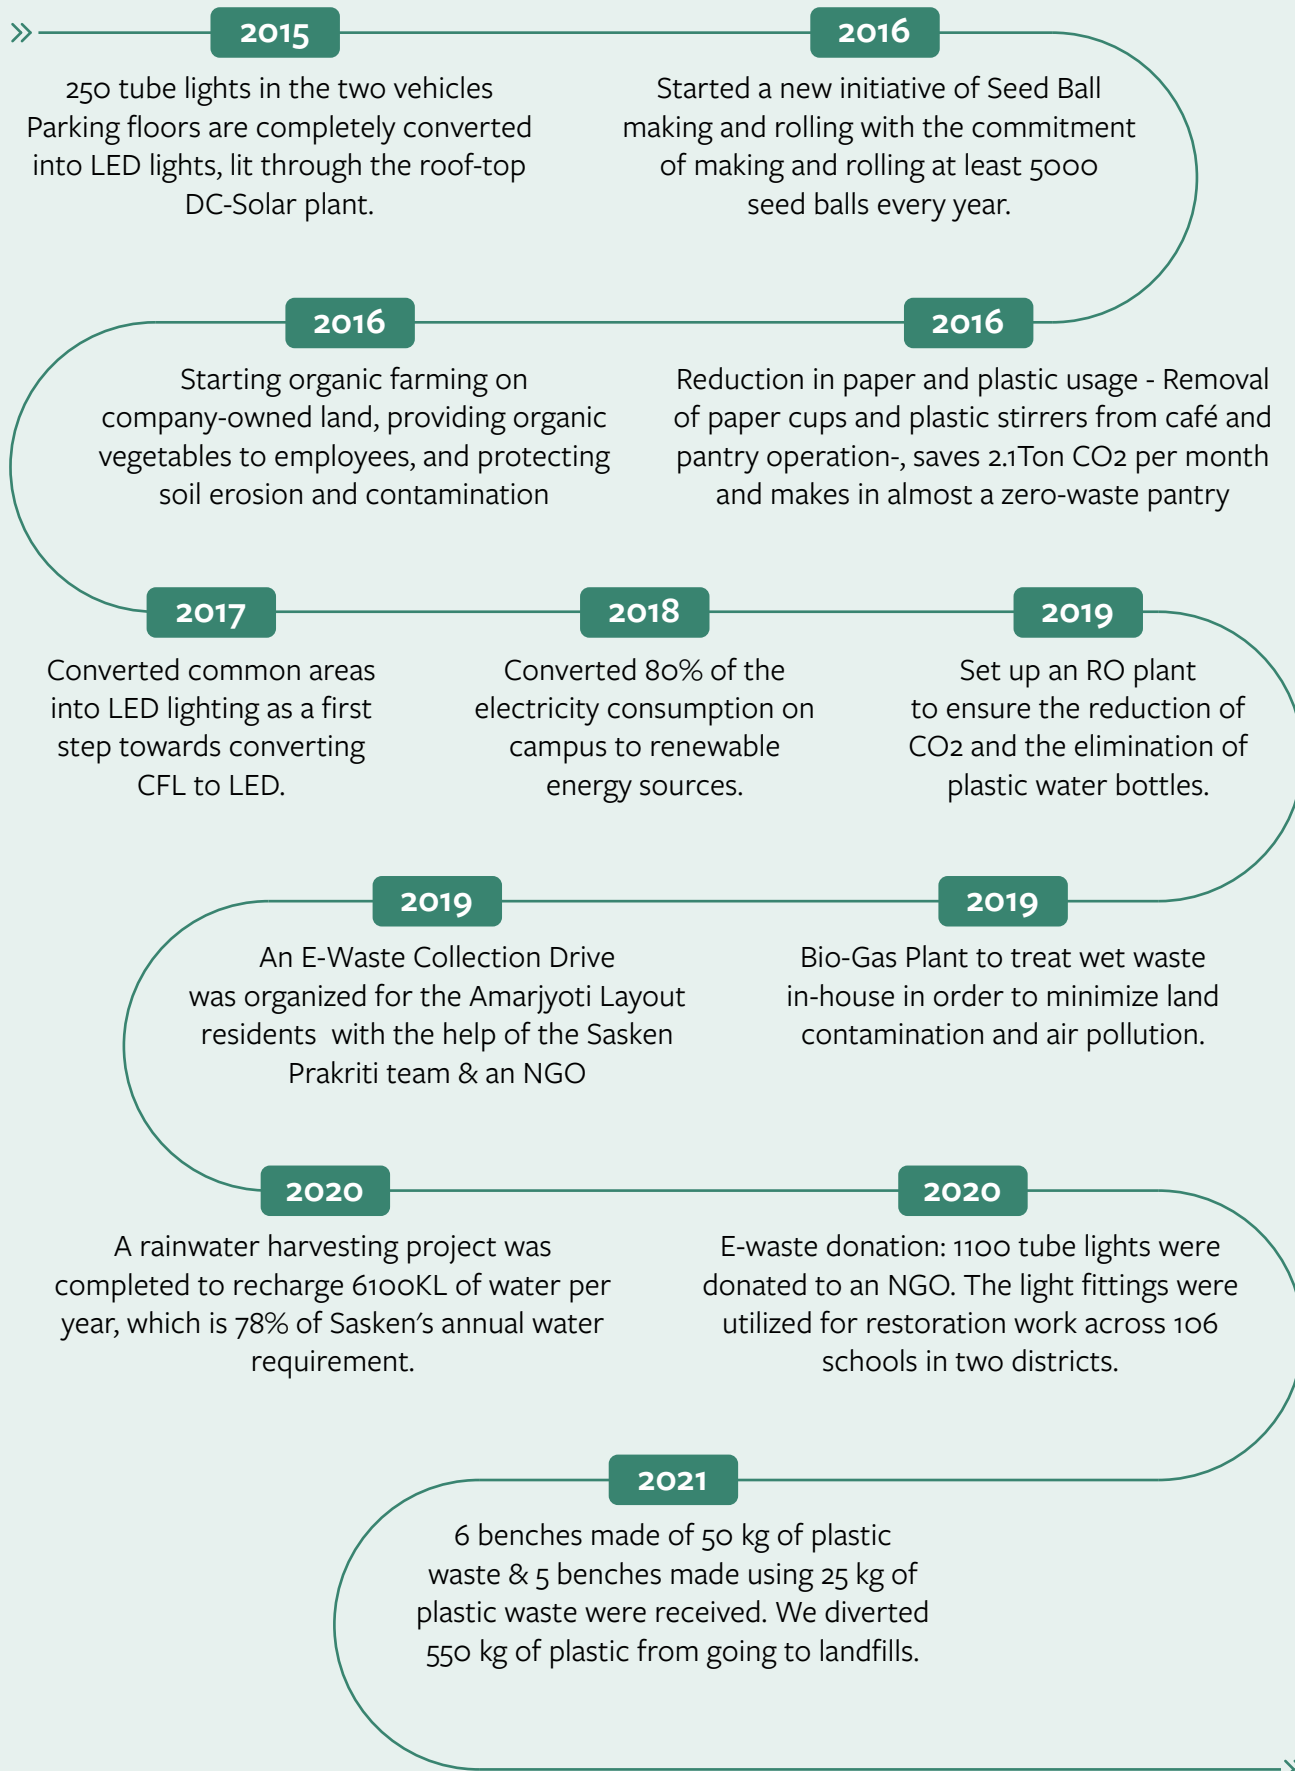 2015
250 tube lights in the two vehicles
Parking floors are completely converted
into LED lights, lit through the roof-top
DC-Solar plant.
2016
Started a new initiative of Seed Ball
making and rolling with the commitment
of making and rolling at least 5000
seed balls every year.
2016
Reduction in paper and plastic usage - Removal
of paper cups and plastic stirrers from café and
pantry operation-, saves 2.1Ton CO2 per month
and makes in almost a zero-waste pantry
2016
Starting organic farming on
company-owned land, providing organic
vegetables to employees, and protecting
soil erosion and contamination
2017
Converted common areas
into LED lighting as a first
step towards converting
CFL to LED.
2018
Converted 80% of the
electricity consumption on
campus to renewable
energy sources.
2019
Set up an RO plant
to ensure the reduction of
CO2 and the elimination of
plastic water bottles.
2019
Bio-Gas Plant to treat wet waste
in-house in order to minimize land
contamination and air pollution.
2019
An E-Waste Collection Drive
was organized for the Amarjyoti Layout
residents with the help of the Sasken
Prakriti team & an NGO
2020
A rainwater harvesting project was
completed to recharge 6100KL of water per
year, which is 78% of Sasken's annual water
requirement.
2020
E-waste donation: 1100 tube lights were
donated to an NGO. The light fittings were
utilized for restoration work across 106
schools in two districts.
2021
6 benches made of 50 kg of plastic
waste & 5 benches made using 25 kg of
plastic waste were received. We diverted
550 kg of plastic from going to landfills.